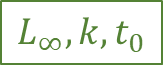 L∞, k, t₀